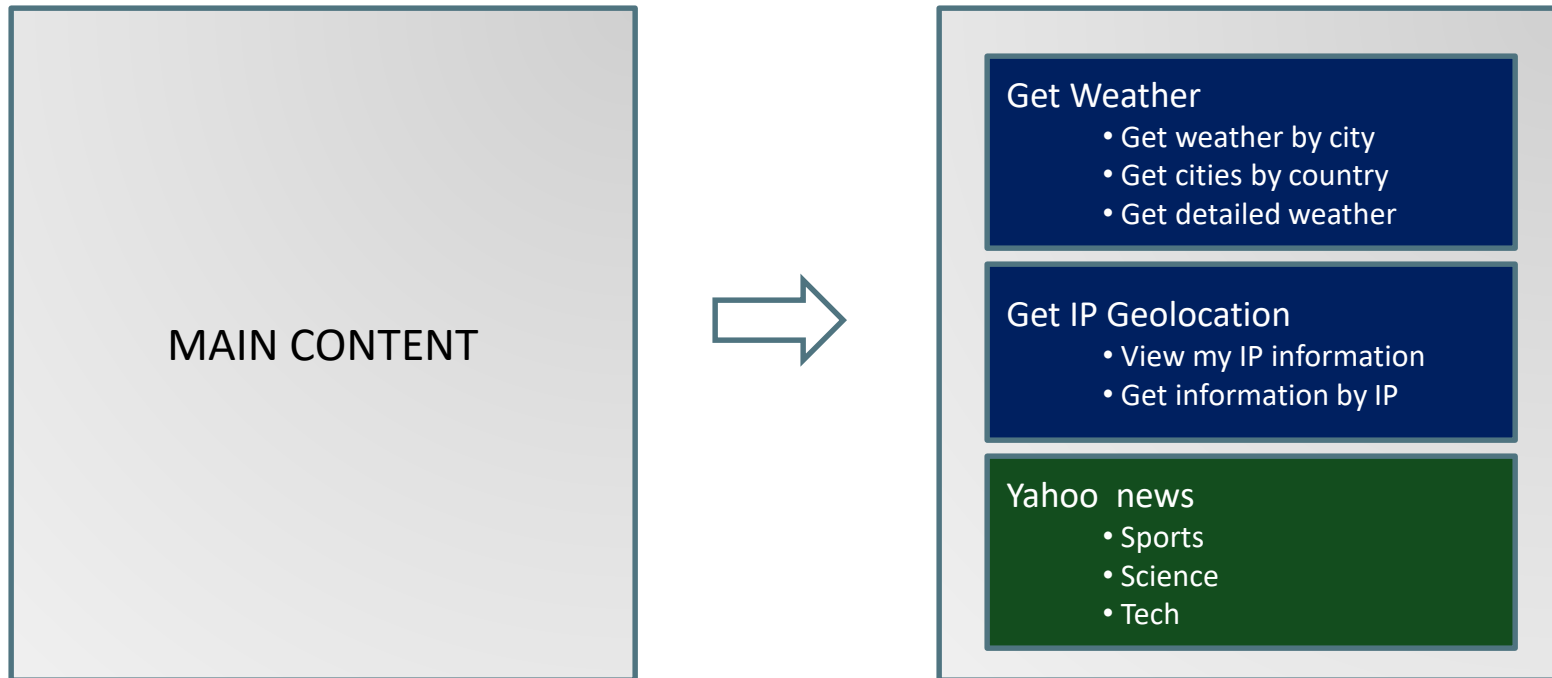 MAIN CONTENT
Get Weather
• Get weather by city
• Get cities by country
• Get detailed weather
Get IP Geolocation
• View my IP information
• Get information by IP
Yahoo  news
• Sports
• Science
• Tech